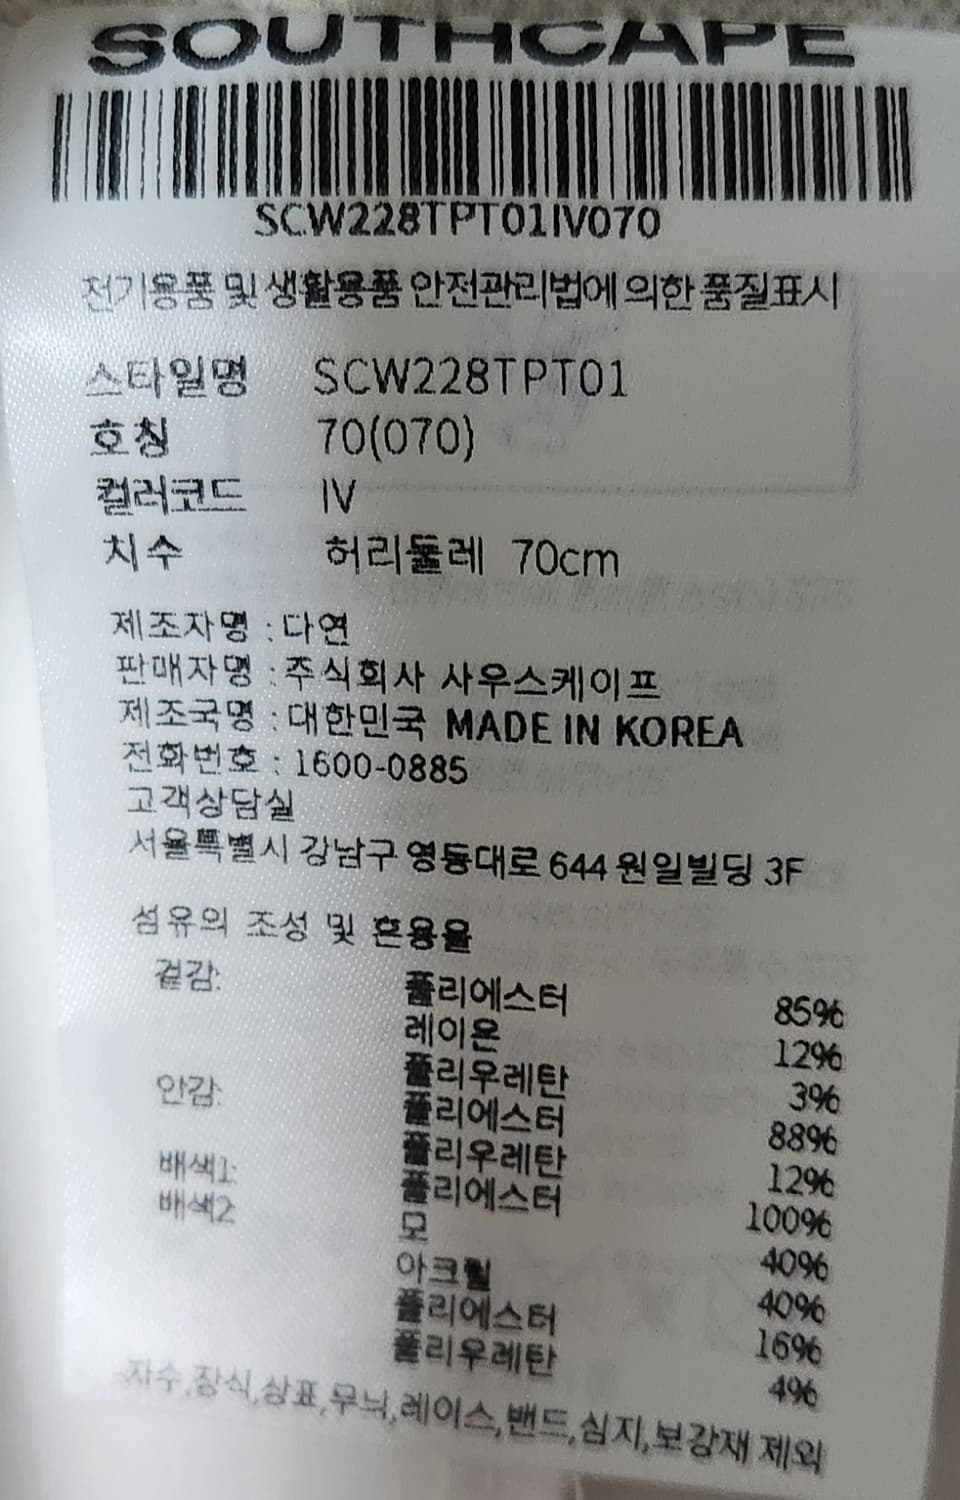 SOUTHCAPE
SCW228TPT01IV070
전기용품 및 생활용품 안전관리법에 의한 품질표시
스타일명 SCW228TPT01
호칭 70(070)
컬러코드 IV
치수 허리둘레 70cm
제조자명 : 다연
판매자명 : 주식회사 사우스케이프
제조국명 : 대한민국 MADE IN KOREA
전화번호 : 1600-0885
고객상담실
서울특별시 강남구 영동대로 644 원일빌딩 3F
섬유의 조성 및 혼용율
겉감: 폴리에스터 85%
레이온 12%
폴리우레탄 3%
안감: 폴리에스터 88%
폴리우레탄 12%
배색1: 폴리에스터 100%
배색2: 모 40%
아크릴 40%
폴리에스터 16%
폴리우레탄 4%
자수,장식,상표,무늬,레이스,밴드,심지,보강재 제외